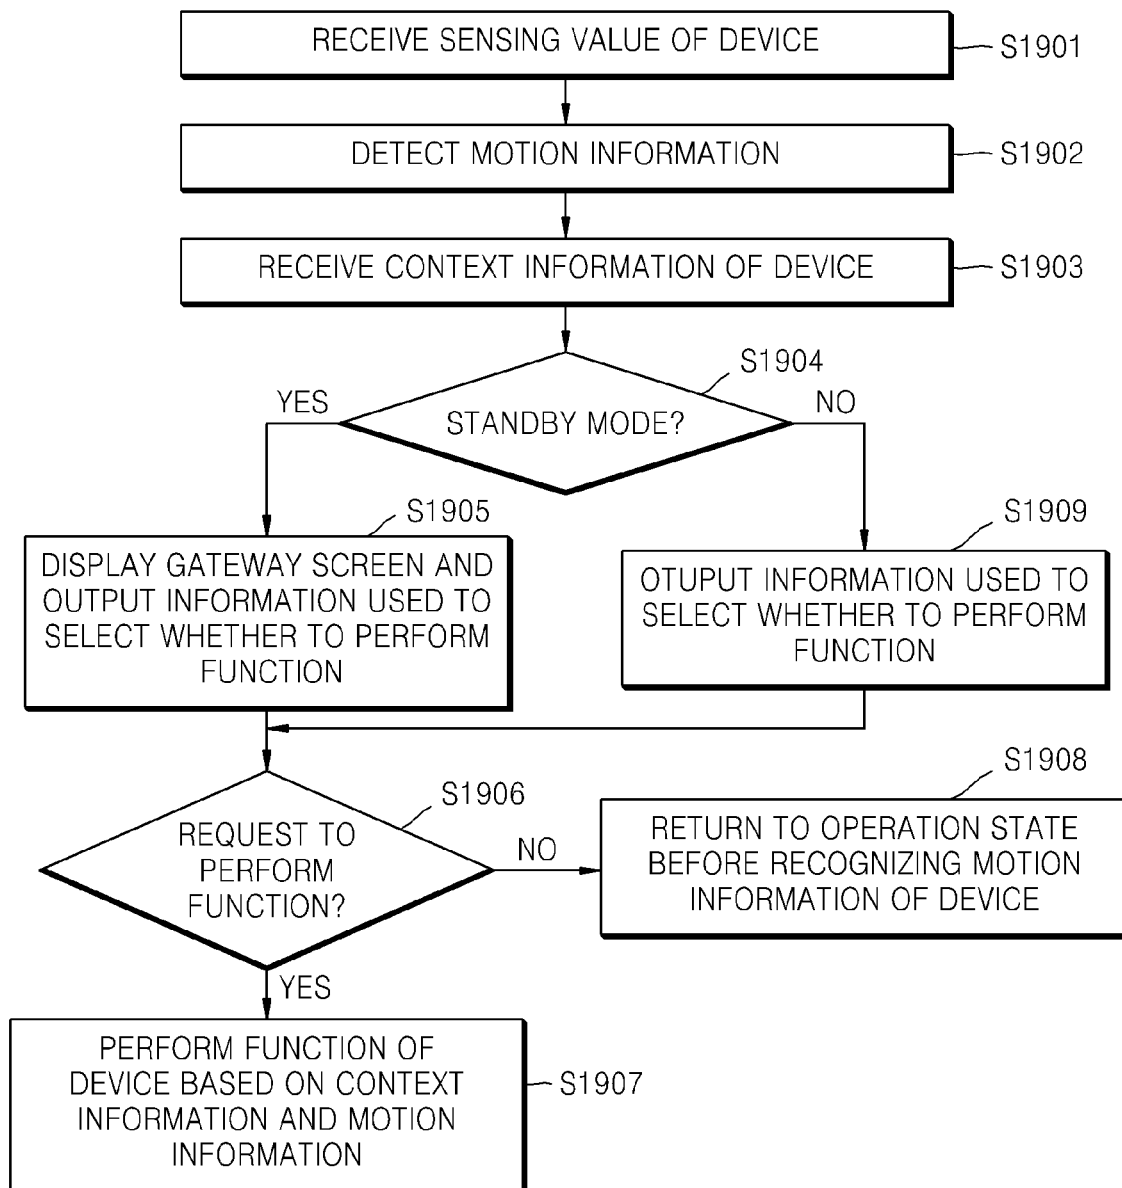 RECEIVE SENSING VALUE OF DEVICE
S1901
DETECT MOTION INFORMATION
S1902
RECEIVE CONTEXT INFORMATION OF DEVICE
S1903
S1904
YES
STANDBY MODE?
NO
S1905
DISPLAY GATEWAY SCREEN AND
OUTPUT INFORMATION USED TO
SELECT WHETHER TO PERFORM
FUNCTION
S1909
OTUPUT INFORMATION USED TO
SELECT WHETHER TO PERFORM
FUNCTION
S1906
REQUEST TO
PERFORM
FUNCTION?
NO
S1908
RETURN TO OPERATION STATE
BEFORE RECOGNIZING MOTION
INFORMATION OF DEVICE
YES
PERFORM FUNCTION OF
DEVICE BASED ON CONTEXT
INFORMATION AND MOTION
INFORMATION
S1907